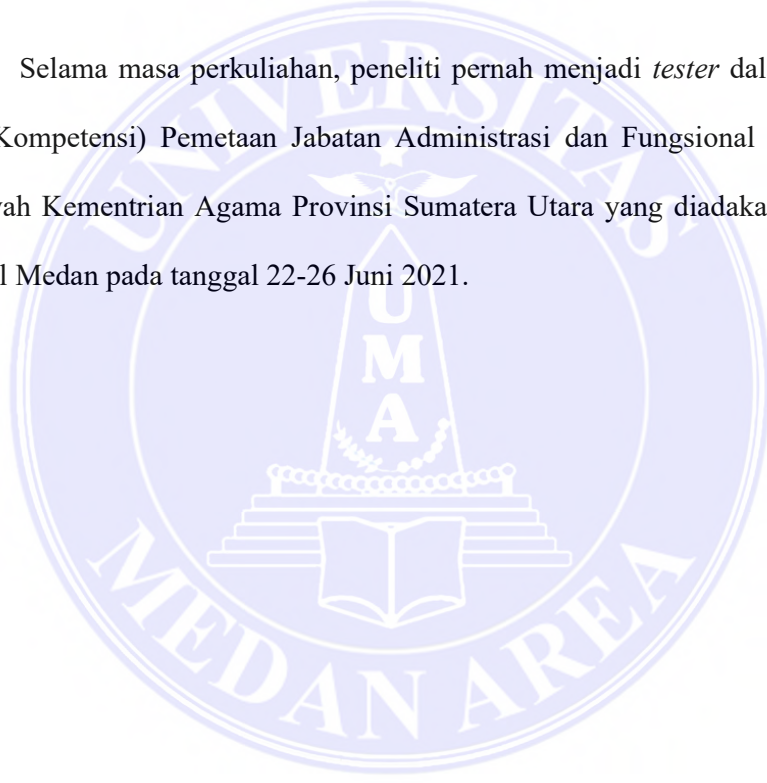 Selama masa perkuliahan, peneliti pernah menjadi tester dal
Kompetensi) Pemetaan Jabatan Administrasi dan Fungsional
yah Kementrian Agama Provinsi Sumatera Utara yang diadaka
l Medan pada tanggal 22-26 Juni 2021.
UNIVERSITAS
UMA
MEDAN AREA